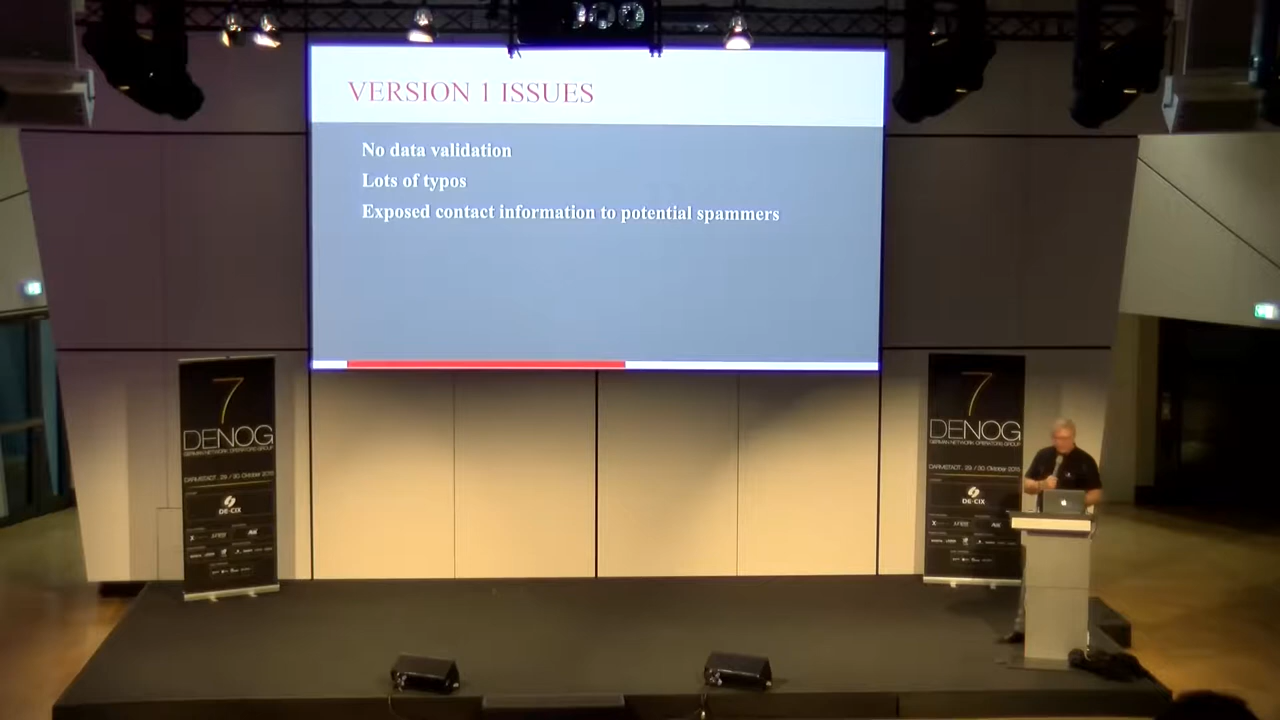 VERSION 1 ISSUES
No data validation
Lots of typos
Exposed contact information to potential spammers
7
DENOG
GERMAN NETWORK OPERATORS GROUP
DARMSTADT, 29. / 30. Oktober 2015
DE-CIX
7
DENOG
GERMAN NETWORK OPERATORS GROUP
DARMSTADT, 29. / 30. Oktober 2015
DE-CIX